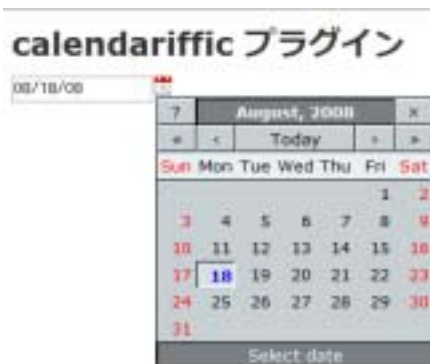 calendariffic プラグイン
08/18/08
? August, 2008 ×
« ‹ Today › »
Sun Mon Tue Wed Thu Fri Sat
1 2
3 4 5 6 7 8 9
10 11 12 13 14 15 16
17 18 19 20 21 22 23
24 25 26 27 28 29 30
31
Select date